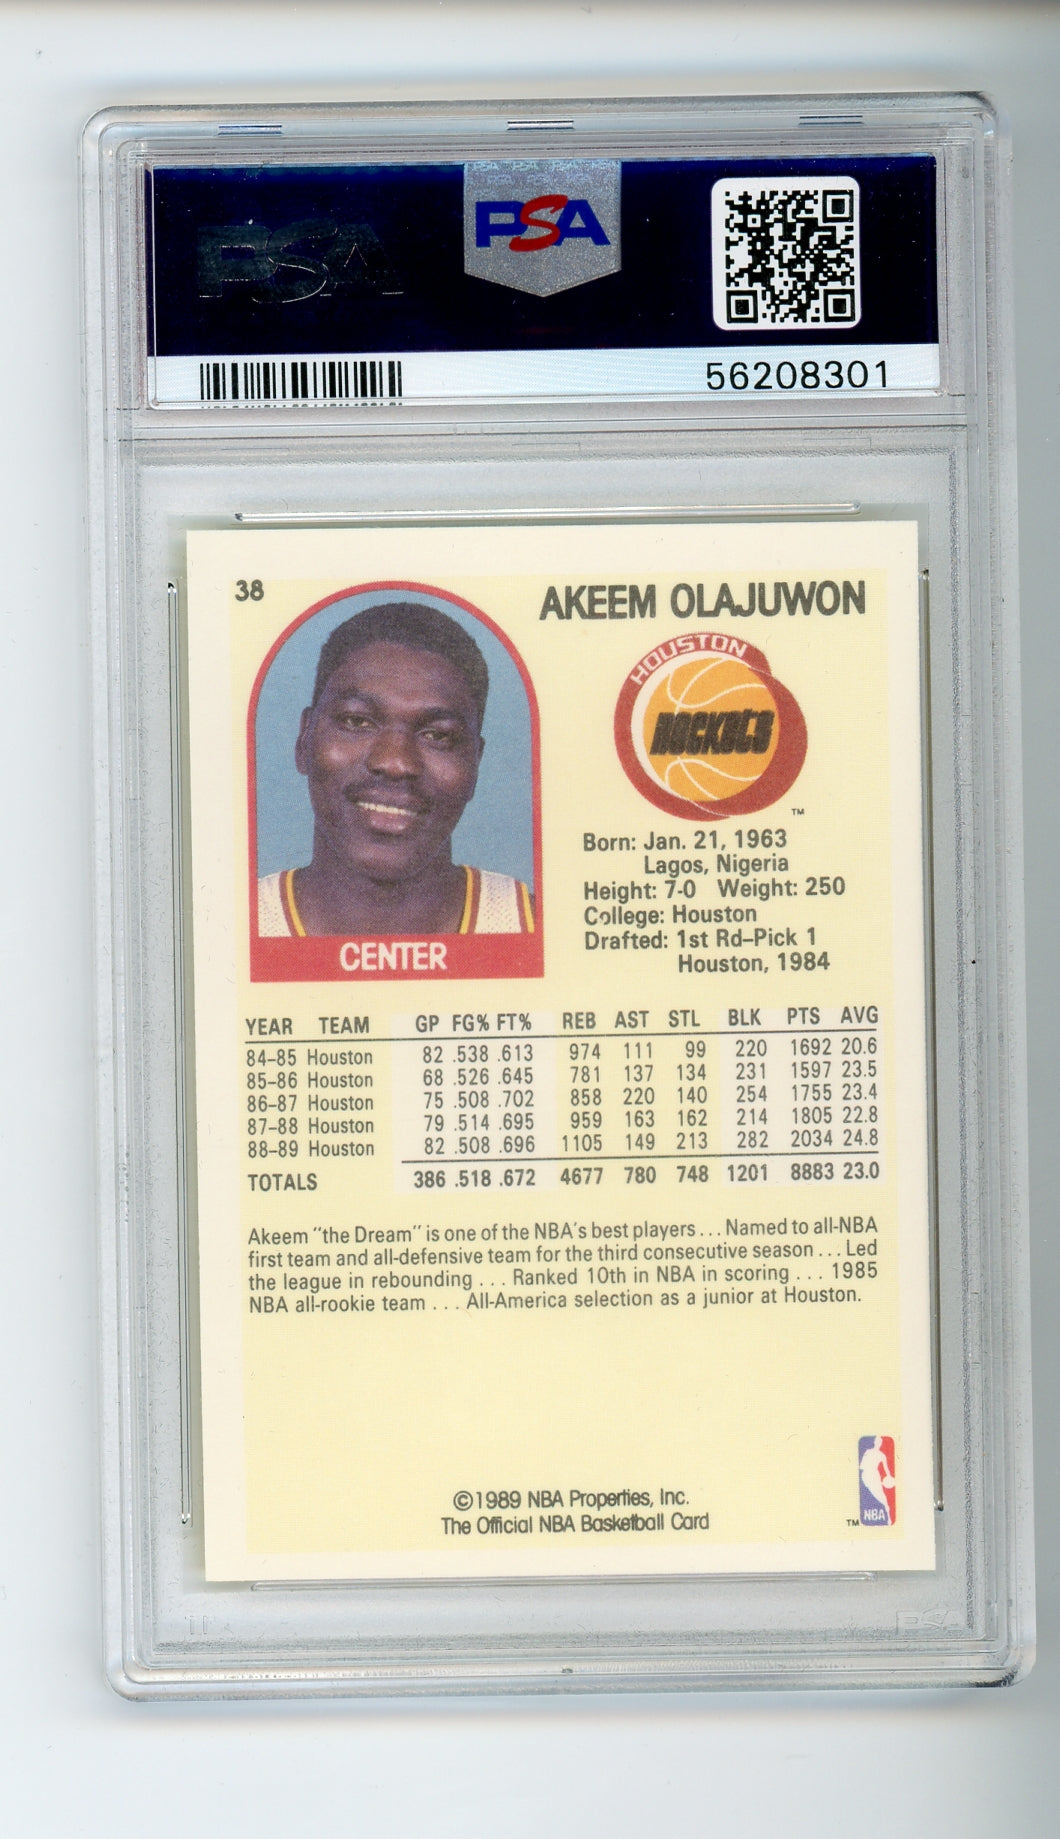 PSA PSA PSA
PSA
PSA
56208301
38
AKEEM OLAJUWON
HOUSTON
ROCKETS
TM
Born: Jan. 21, 1963
Lagos, Nigeria
Height: 7-0 Weight: 250
College: Houston
Drafted: 1st Rd–Pick 1
Houston, 1984
CENTER
YEAR TEAM GP FG% FT% REB AST STL BLK PTS AVG
84–85 Houston 82 .538 .613 974 111 99 220 1692 20.6
85–86 Houston 68 .526 .645 781 137 134 231 1597 23.5
86–87 Houston 75 .508 .702 858 220 140 254 1755 23.4
87–88 Houston 79 .514 .695 959 163 162 214 1805 22.8
88–89 Houston 82 .508 .696 1105 149 213 282 2034 24.8
TOTALS 386 .518 .672 4677 780 748 1201 8883 23.0
Akeem "the Dream" is one of the NBA's best players . . . Named to all-NBA
first team and all-defensive team for the third consecutive season . . . Led
the league in rebounding . . . Ranked 10th in NBA in scoring . . . 1985
NBA all-rookie team . . . All-America selection as a junior at Houston.
©1989 NBA Properties, Inc.
The Official NBA Basketball Card
TM NBA
PSA